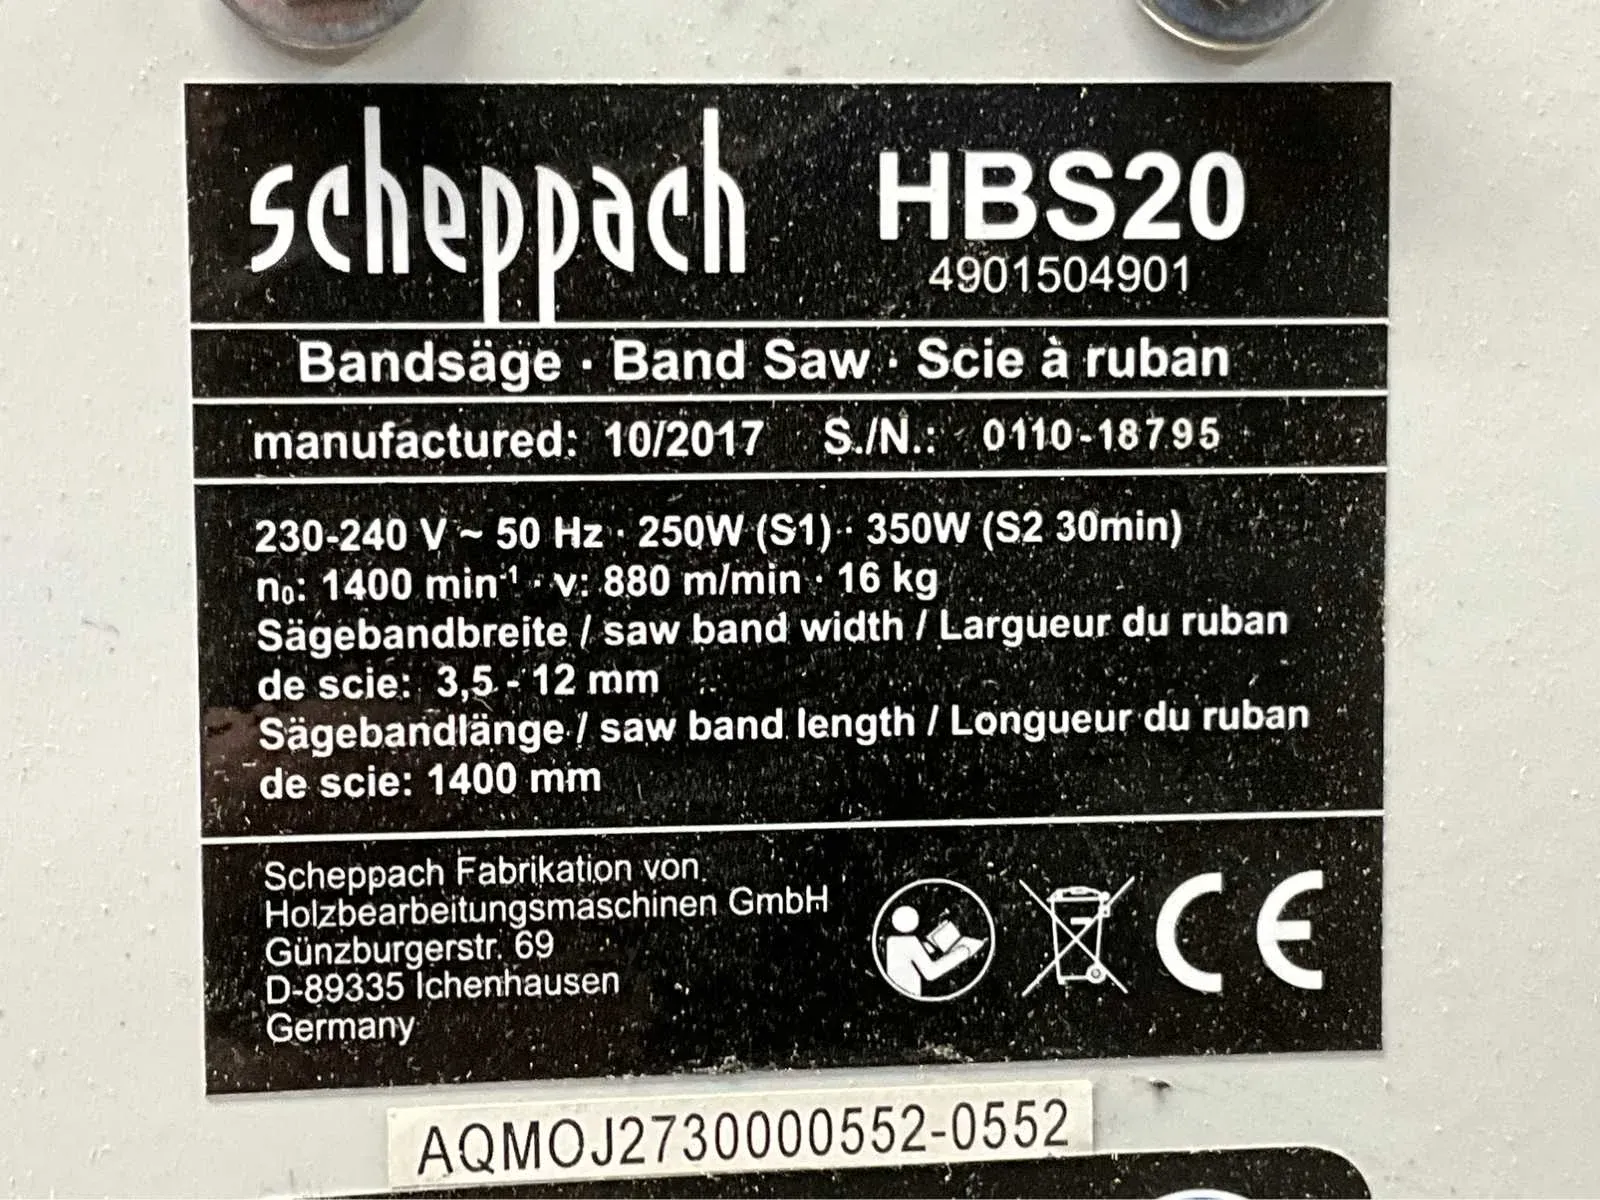 scheppach HBS20
4901504901
Bandsäge · Band Saw · Scie à ruban
manufactured: 10/2017 S./N.: 0110-18795
230-240 V ~ 50 Hz · 250W (S1) · 350W (S2 30min)
n₀: 1400 min⁻¹ · v: 880 m/min · 16 kg
Sägebandbreite / saw band width / Largueur du ruban
de scie: 3,5 - 12 mm
Sägebandlänge / saw band length / Longueur du ruban
de scie: 1400 mm
Scheppach Fabrikation von
Holzbearbeitungsmaschinen GmbH
Günzburgerstr. 69
D-89335 Ichenhausen
Germany
CE
AQMOJ2730000552-0552